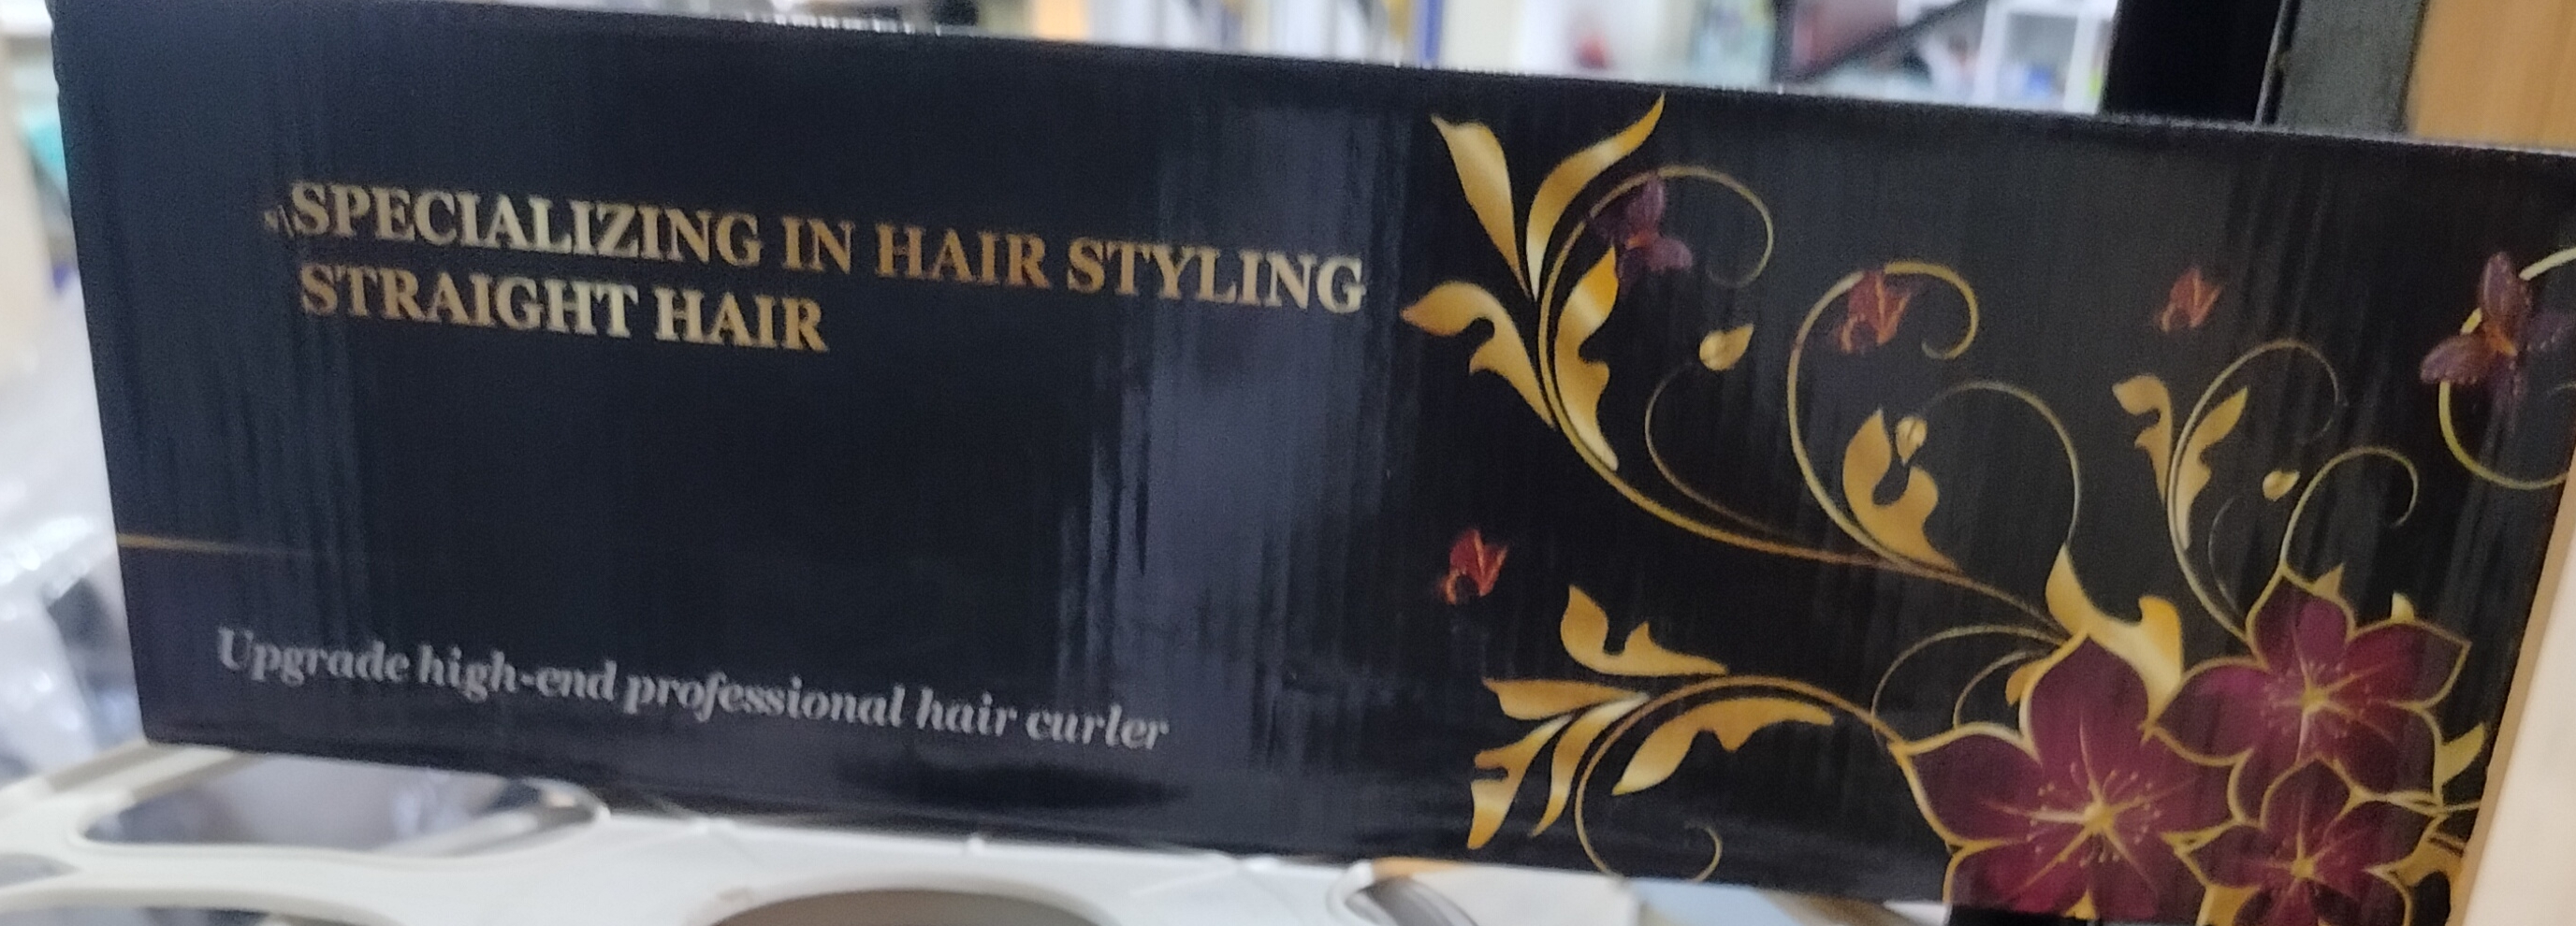 SPECIALIZING IN HAIR STYLING
STRAIGHT HAIR
Upgrade high-end professional hair curler